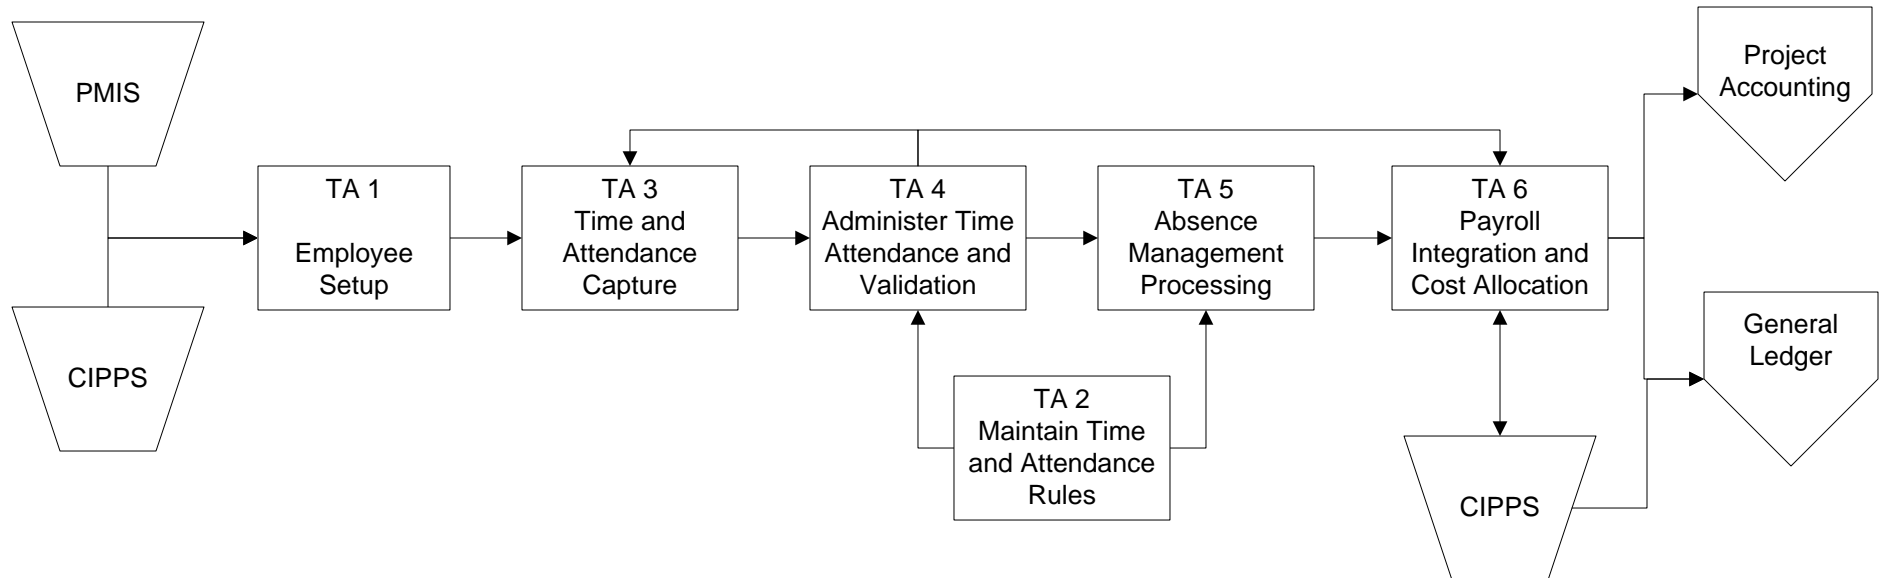 PMIS
CIPPS
TA 1
Employee
Setup
TA 3
Time and
Attendance
Capture
TA 4
Administer Time
Attendance and
Validation
TA 5
Absence
Management
Processing
TA 6
Payroll
Integration and
Cost Allocation
Project
Accounting
General
Ledger
TA 2
Maintain Time
and Attendance
Rules
CIPPS